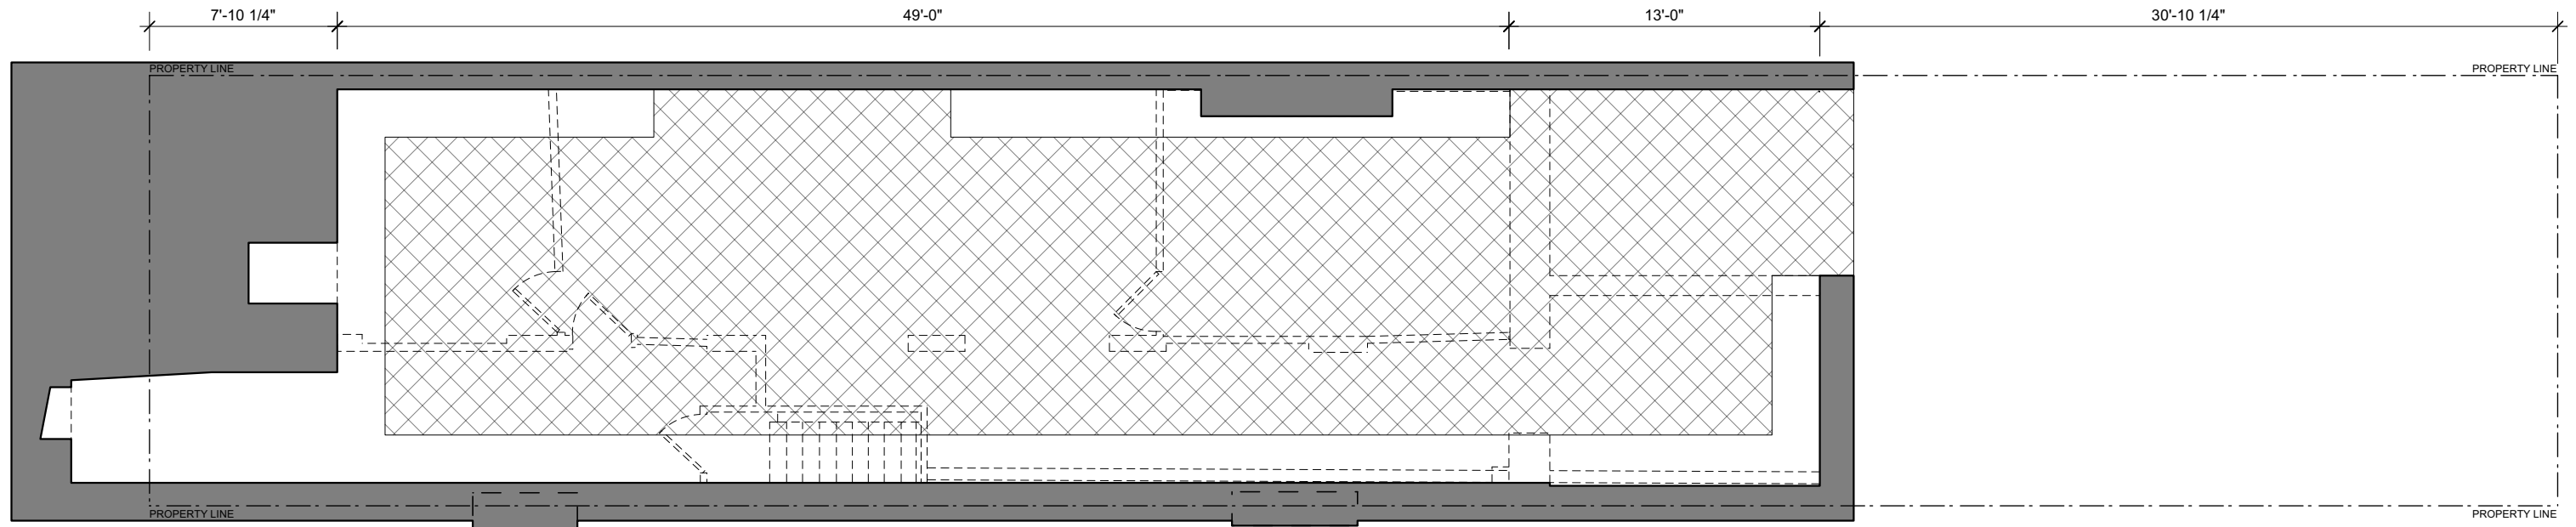 7'-10 1/4" 49'-0" 13'-0" 30'-10 1/4"
PROPERTY LINE PROPERTY LINE
PROPERTY LINE PROPERTY LINE